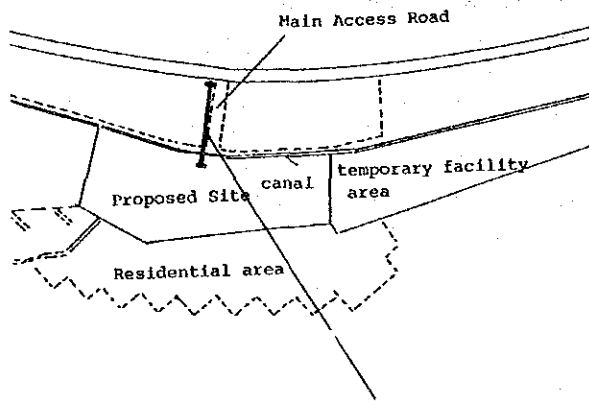 Main Access Road
canal
temporary facility
area
Proposed Site
Residential area